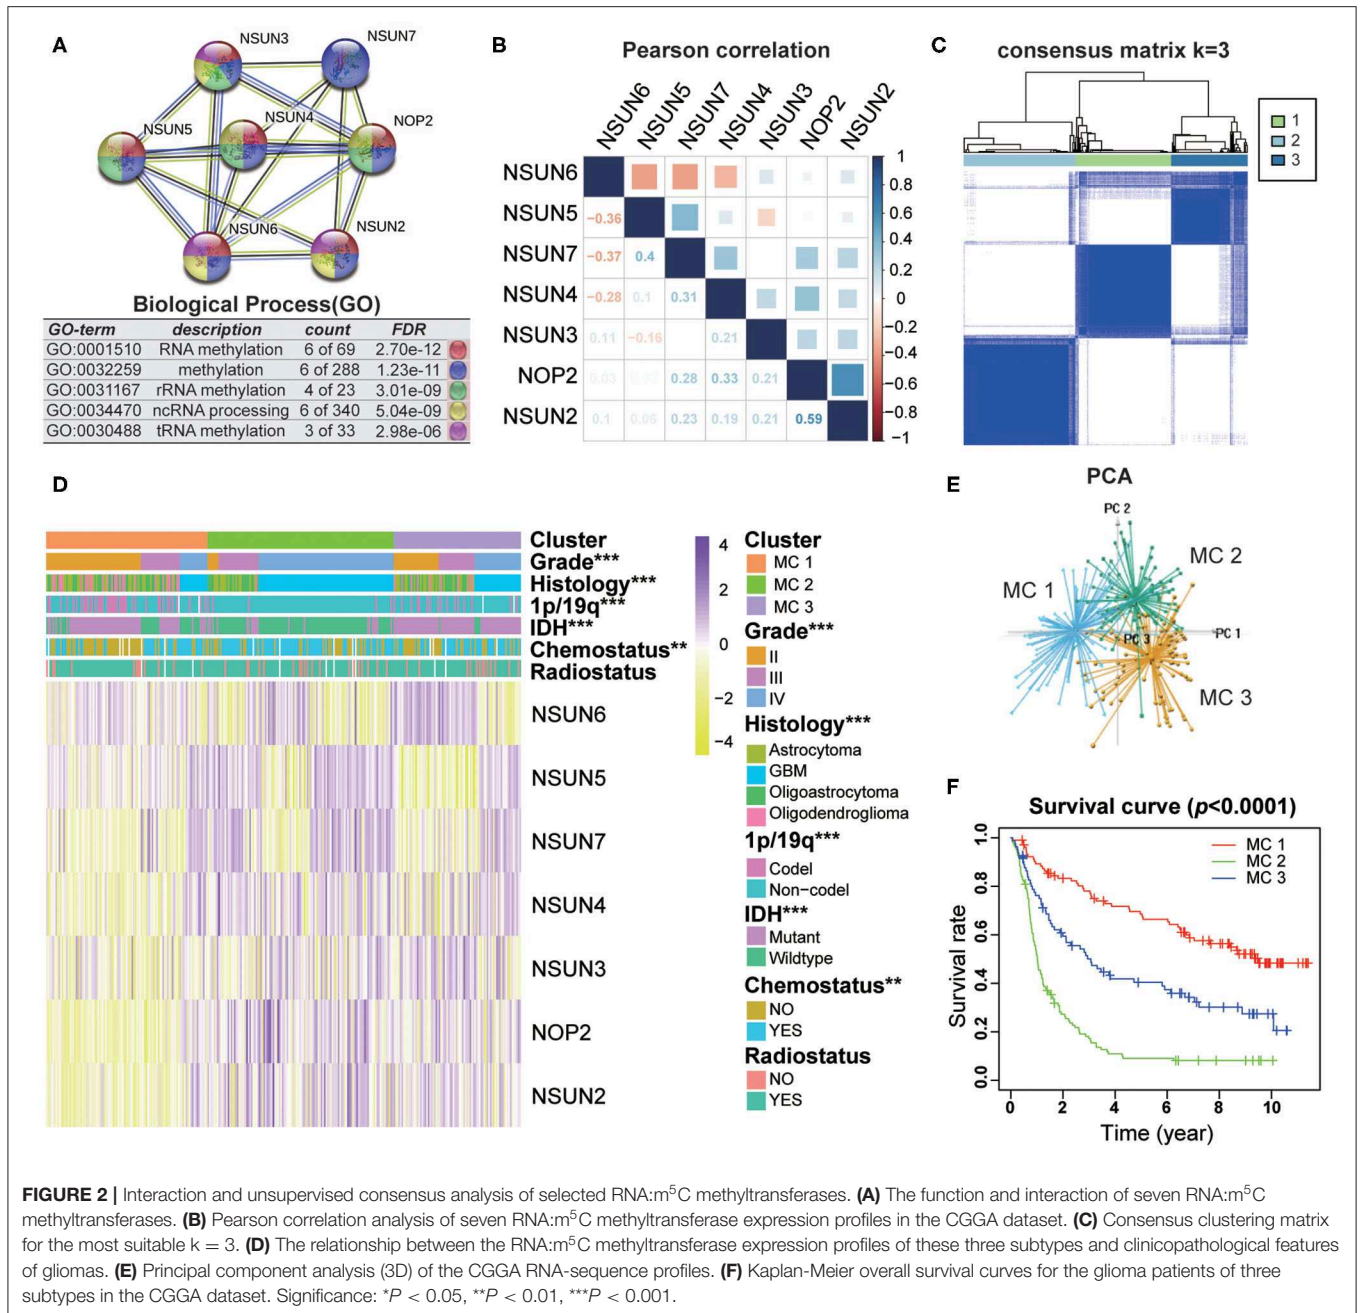 A
NSUN3
NSUN7
NSUN5
NSUN4
NOP2
NSUN6
NSUN2
Biological Process(GO)
GO-term description count FDR
GO:0001510 RNA methylation 6 of 69 2.70e-12
GO:0032259 methylation 6 of 288 1.23e-11
GO:0031167 rRNA methylation 4 of 23 3.01e-09
GO:0034470 ncRNA processing 6 of 340 5.04e-09
GO:0030488 tRNA methylation 3 of 33 2.98e-06
B
Pearson correlation
NSUN6 NSUN5 NSUN7 NSUN4 NSUN3 NOP2 NSUN2
NSUN6
NSUN5 −0.36
NSUN7 −0.37 0.4
NSUN4 −0.28 0.1 0.31
NSUN3 0.11 −0.16 0.21
NOP2 0.03 0.28 0.33 0.21
NSUN2 0.1 0.06 0.23 0.19 0.21 0.59
1
0.8
0.6
0.4
0.2
0
−0.2
−0.4
−0.6
−0.8
−1
C
consensus matrix k=3
1
2
3
D
Cluster
Grade***
Histology***
1p/19q***
IDH***
Chemostatus**
Radiostatus
NSUN6
NSUN5
NSUN7
NSUN4
NSUN3
NOP2
NSUN2
4
2
0
−2
−4
Cluster
MC 1
MC 2
MC 3
Grade***
II
III
IV
Histology***
Astrocytoma
GBM
Oligoastrocytoma
Oligodendroglioma
1p/19q***
Codel
Non-codel
IDH***
Mutant
Wildtype
Chemostatus**
NO
YES
Radiostatus
NO
YES
E
PCA
PC 2
MC 2
MC 1
PC 3
PC 1
MC 3
F
Survival curve (p<0.0001)
MC 1
MC 2
MC 3
Survival rate
1.0
0.8
0.6
0.4
0.2
0.0
0 2 4 6 8 10
Time (year)
FIGURE 2 | Interaction and unsupervised consensus analysis of selected RNA:m⁵C methyltransferases. (A) The function and interaction of seven RNA:m⁵C
methyltransferases. (B) Pearson correlation analysis of seven RNA:m⁵C methyltransferase expression profiles in the CGGA dataset. (C) Consensus clustering matrix
for the most suitable k = 3. (D) The relationship between the RNA:m⁵C methyltransferase expression profiles of these three subtypes and clinicopathological features
of gliomas. (E) Principal component analysis (3D) of the CGGA RNA-sequence profiles. (F) Kaplan-Meier overall survival curves for the glioma patients of three
subtypes in the CGGA dataset. Significance: *P < 0.05, **P < 0.01, ***P < 0.001.